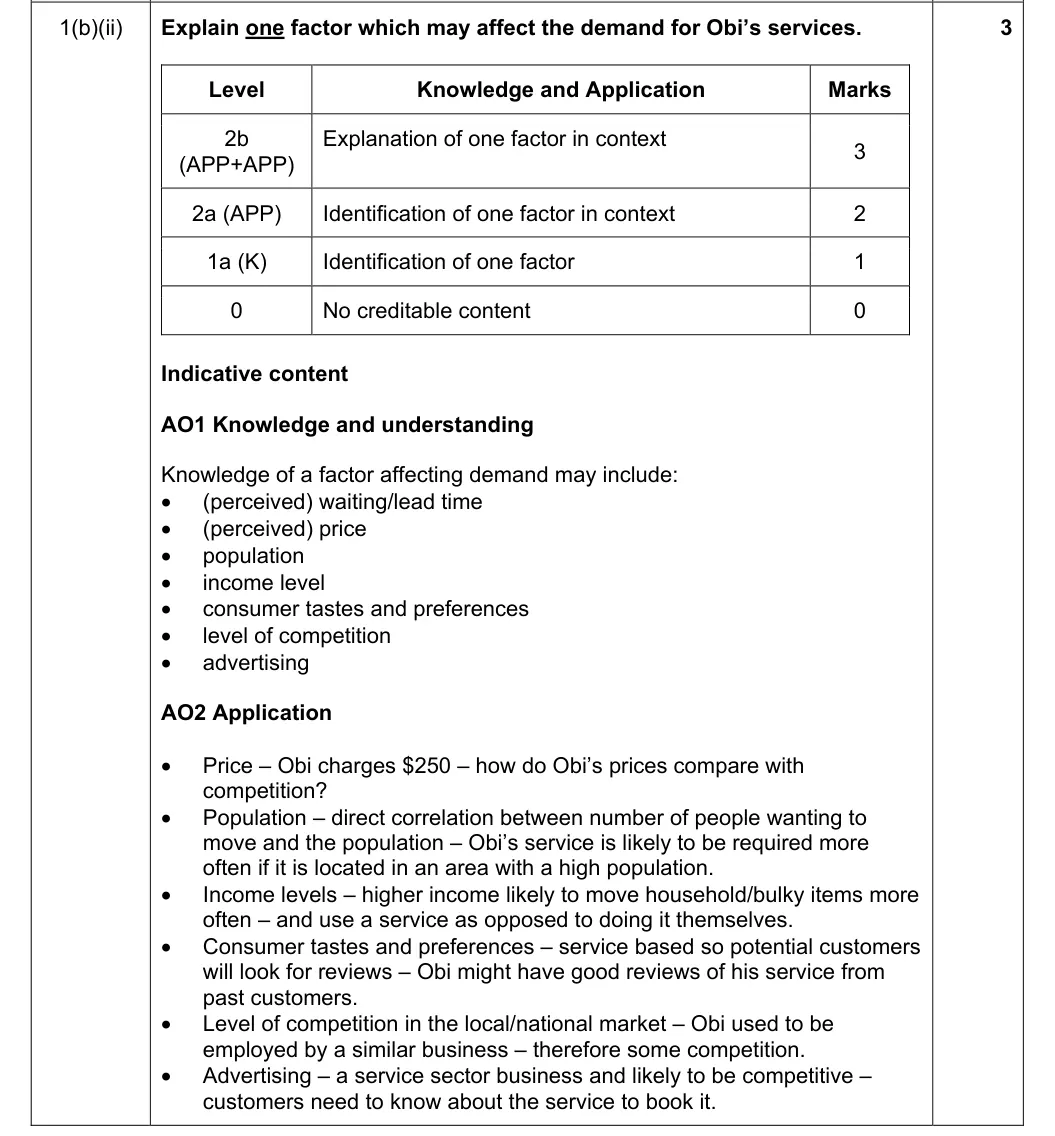 1(b)(ii) Explain one factor which may affect the demand for Obi's services. 3
Level Knowledge and Application Marks
2b
(APP+APP) Explanation of one factor in context 3
2a (APP) Identification of one factor in context 2
1a (K) Identification of one factor 1
0 No creditable content 0
Indicative content
AO1 Knowledge and understanding
Knowledge of a factor affecting demand may include:
• (perceived) waiting/lead time
• (perceived) price
• population
• income level
• consumer tastes and preferences
• level of competition
• advertising
AO2 Application
• Price – Obi charges $250 – how do Obi's prices compare with
competition?
• Population – direct correlation between number of people wanting to
move and the population – Obi's service is likely to be required more
often if it is located in an area with a high population.
• Income levels – higher income likely to move household/bulky items more
often – and use a service as opposed to doing it themselves.
• Consumer tastes and preferences – service based so potential customers
will look for reviews – Obi might have good reviews of his service from
past customers.
• Level of competition in the local/national market – Obi used to be
employed by a similar business – therefore some competition.
• Advertising – a service sector business and likely to be competitive –
customers need to know about the service to book it.